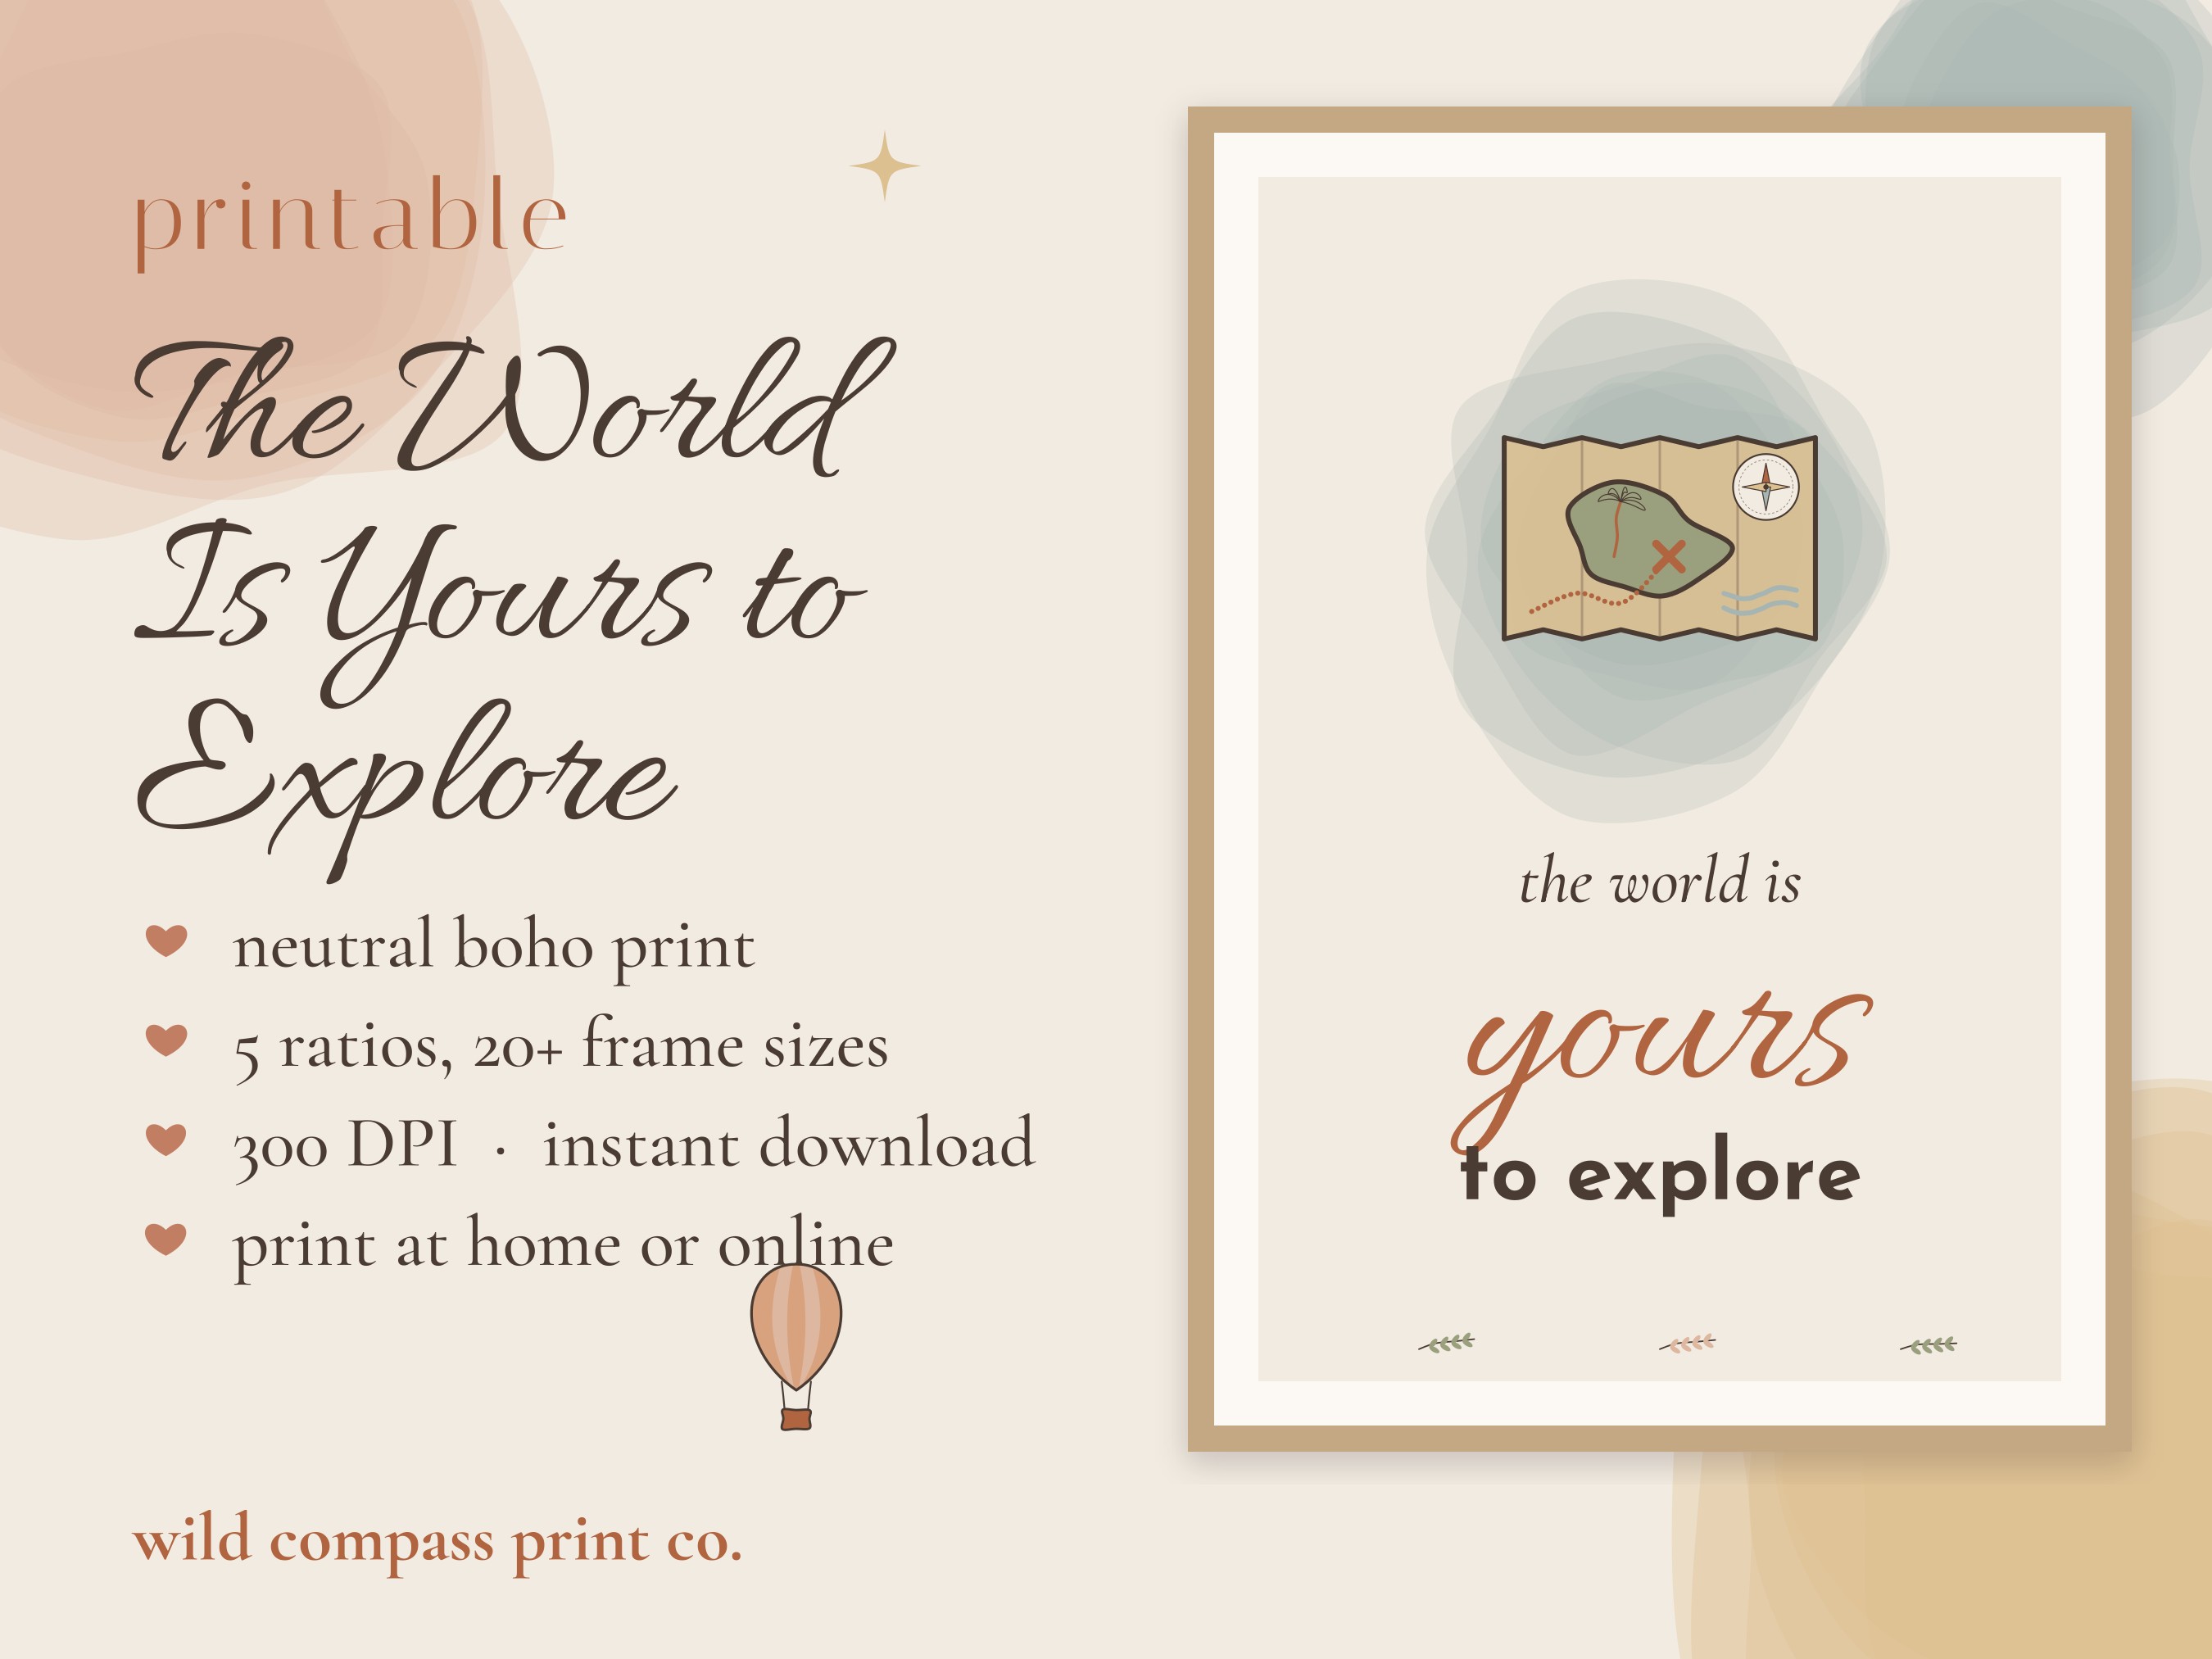 printable
The World
Is Yours to
Explore
neutral boho print
5 ratios, 20+ frame sizes
300 DPI · instant download
print at home or online
wild compass print co.
the world is
yours
to explore